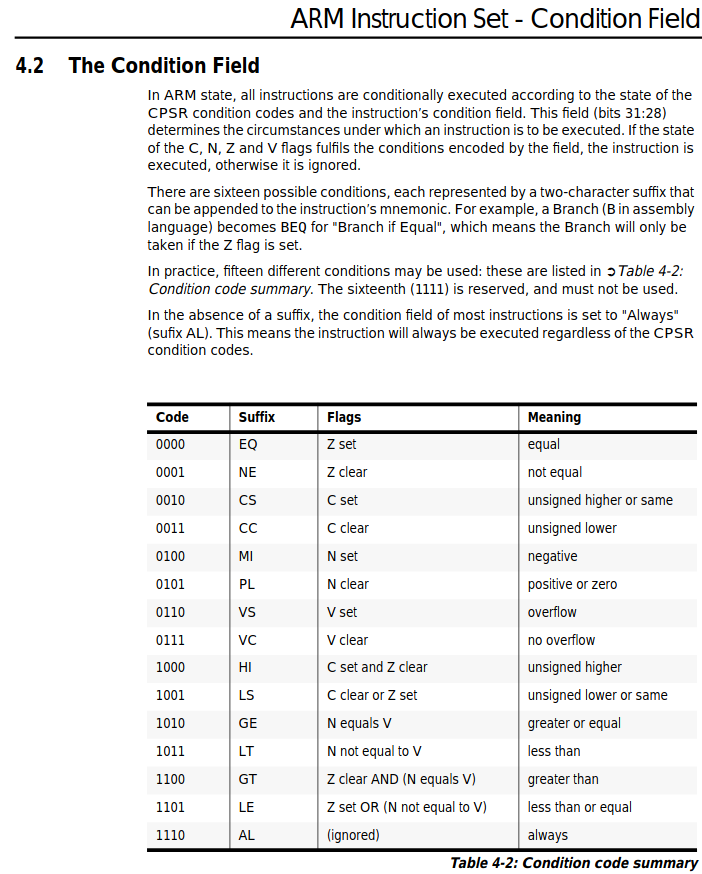 ARM Instruction Set - Condition Field
4.2 The Condition Field
In ARM state, all instructions are conditionally executed according to the state of the
CPSR condition codes and the instruction's condition field. This field (bits 31:28)
determines the circumstances under which an instruction is to be executed. If the state
of the C, N, Z and V flags fulfils the conditions encoded by the field, the instruction is
executed, otherwise it is ignored.
There are sixteen possible conditions, each represented by a two-character suffix that
can be appended to the instruction's mnemonic. For example, a Branch (B in assembly
language) becomes BEQ for "Branch if Equal", which means the Branch will only be
taken if the Z flag is set.
In practice, fifteen different conditions may be used: these are listed in ➲Table 4-2:
Condition code summary. The sixteenth (1111) is reserved, and must not be used.
In the absence of a suffix, the condition field of most instructions is set to "Always"
(sufix AL). This means the instruction will always be executed regardless of the CPSR
condition codes.
Code Suffix Flags Meaning
0000 EQ Z set equal
0001 NE Z clear not equal
0010 CS C set unsigned higher or same
0011 CC C clear unsigned lower
0100 MI N set negative
0101 PL N clear positive or zero
0110 VS V set overflow
0111 VC V clear no overflow
1000 HI C set and Z clear unsigned higher
1001 LS C clear or Z set unsigned lower or same
1010 GE N equals V greater or equal
1011 LT N not equal to V less than
1100 GT Z clear AND (N equals V) greater than
1101 LE Z set OR (N not equal to V) less than or equal
1110 AL (ignored) always
Table 4-2: Condition code summary